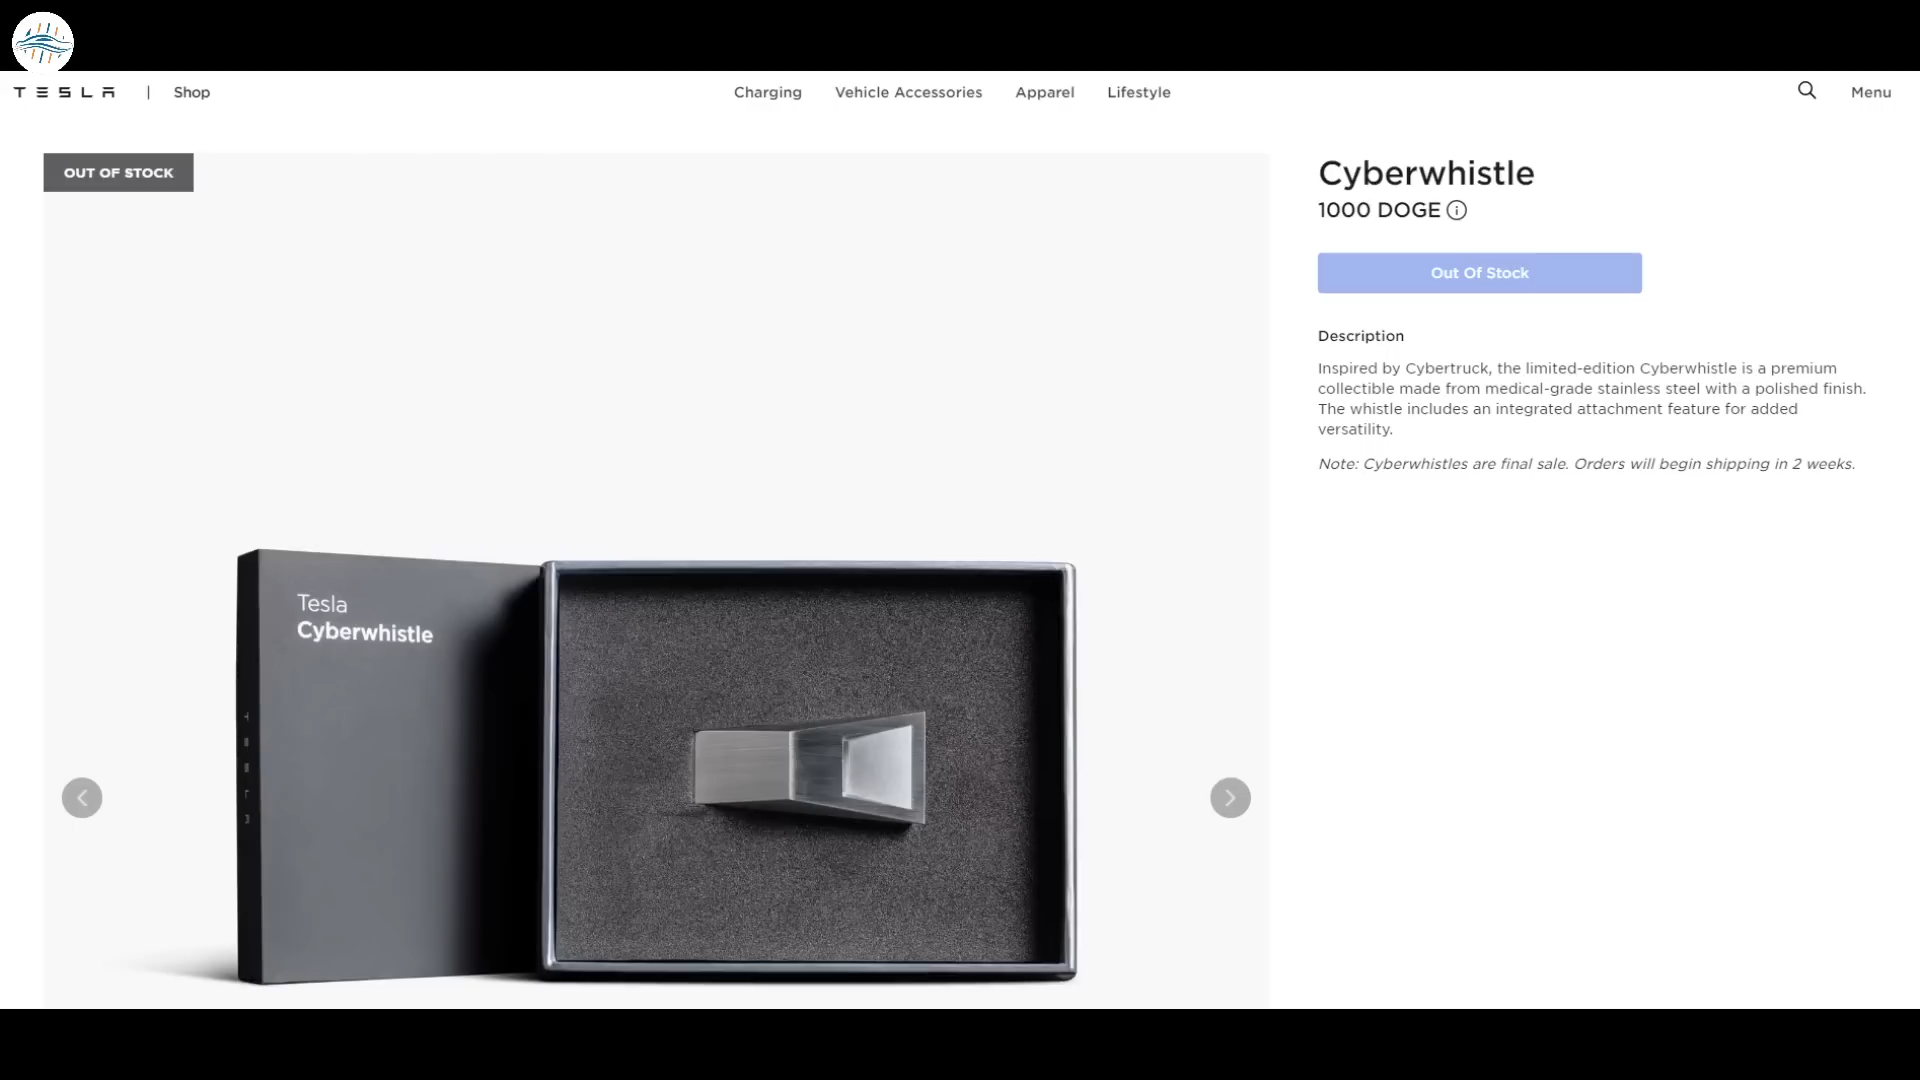 TESLA | Shop
Charging Vehicle Accessories Apparel Lifestyle
Menu
OUT OF STOCK
Cyberwhistle
1000 DOGE
Out Of Stock
Description
Inspired by Cybertruck, the limited-edition Cyberwhistle is a premium
collectible made from medical-grade stainless steel with a polished finish.
The whistle includes an integrated attachment feature for added
versatility.
Note: Cyberwhistles are final sale. Orders will begin shipping in 2 weeks.
Tesla
Cyberwhistle
TESLA